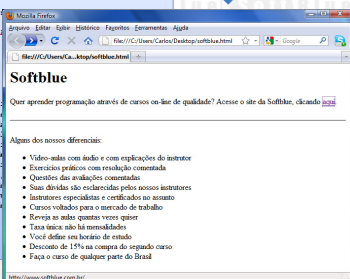 Mozilla Firefox
Arquivo Editar Exibir Histórico Favoritos Ferramentas Ajuda
file:///C:/Users/Carlos/Desktop/softblue.html
Google
file:///C:/Users/Ca...ktop/softblue.html
Softblue
Quer aprender programação através de cursos on-line de qualidade? Acesse o site da Softblue, clicando aqui.
Alguns dos nossos diferenciais:
Vídeo-aulas com áudio e com explicações do instrutor
Exercícios práticos com resolução comentada
Questões das avaliações comentadas
Suas dúvidas são esclarecidas pelos nossos instrutores
Instrutores especialistas e certificados no assunto
Cursos voltados para o mercado de trabalho
Reveja as aulas quantas vezes quiser
Taxa única: não há mensalidades
Você define seu horário de estudo
Desconto de 15% na compra do segundo curso
Faça o curso de qualquer parte do Brasil
http://www.softblue.com.br/